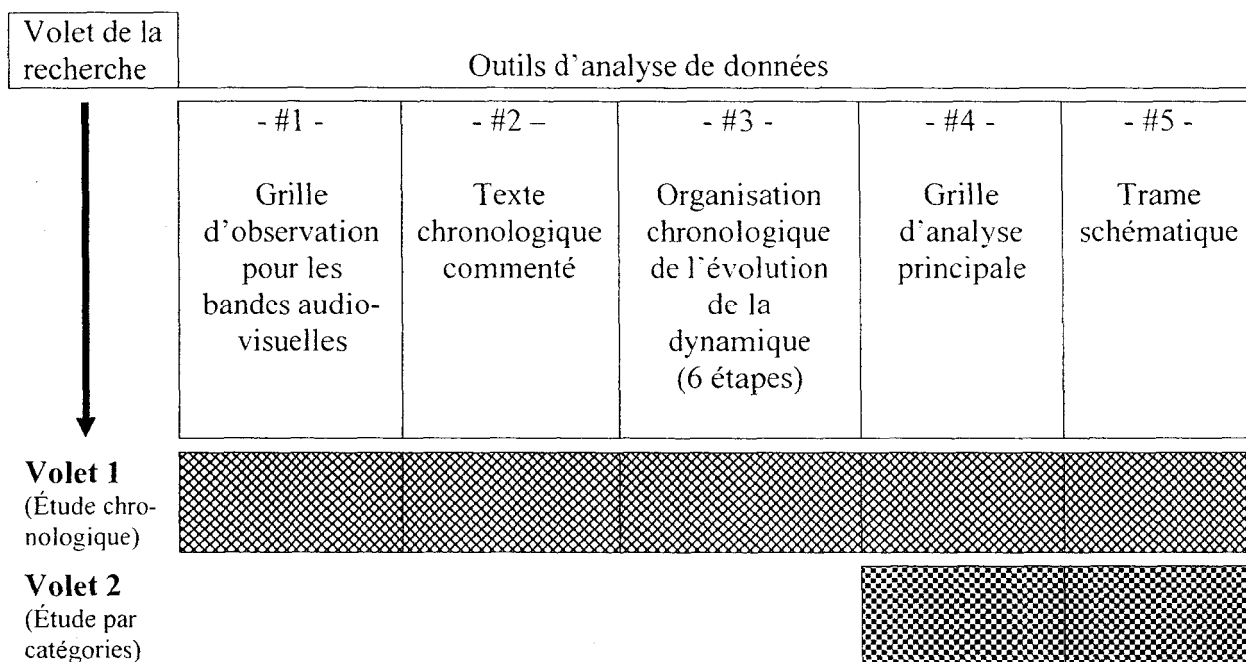 Volet de la
recherche
Outils d'analyse de données
- #1 -
Grille
d'observation
pour les
bandes audio-
visuelles
- #2 –
Texte
chronologique
commenté
- #3 -
Organisation
chronologique
de l'évolution
de la
dynamique
(6 étapes)
- #4 -
Grille
d'analyse
principale
- #5 -
Trame
schématique
Volet 1
(Étude chro-
nologique)
Volet 2
(Étude par
catégories)